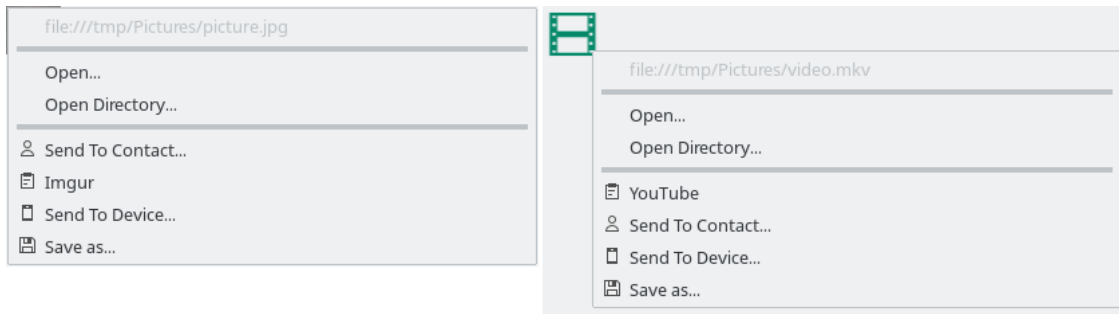 file:///tmp/Pictures/picture.jpg
Open...
Open Directory...
Send To Contact...
Imgur
Send To Device...
Save as...
file:///tmp/Pictures/video.mkv
Open...
Open Directory...
YouTube
Send To Contact...
Send To Device...
Save as...